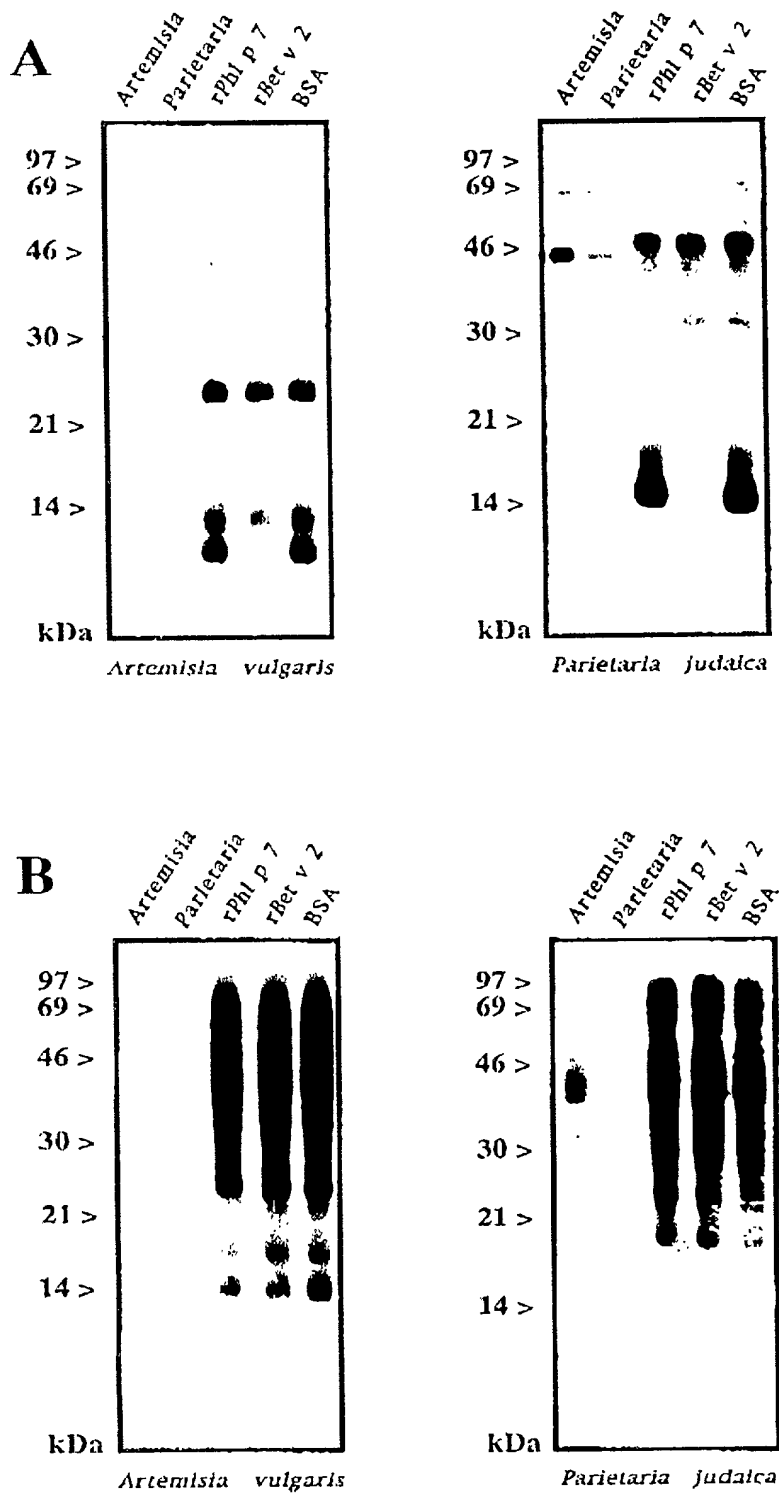 A
Artemisia
Parietaria
rPhl p 7
rBet v 2
BSA
97 >
69 >
46 >
30 >
21 >
14 >
kDa
Artemisia vulgaris
Artemisia
Parietaria
rPhl p 7
rBet v 2
BSA
97 >
69 >
46 >
30 >
21 >
14 >
kDa
Parietaria judaica
B
Artemisia
Parietaria
rPhl p 7
rBet v 2
BSA
97 >
69 >
46 >
30 >
21 >
14 >
kDa
Artemisia vulgaris
Artemisia
Parietaria
rPhl p 7
rBet v 2
BSA
97 >
69 >
46 >
30 >
21 >
14 >
kDa
Parietaria judaica